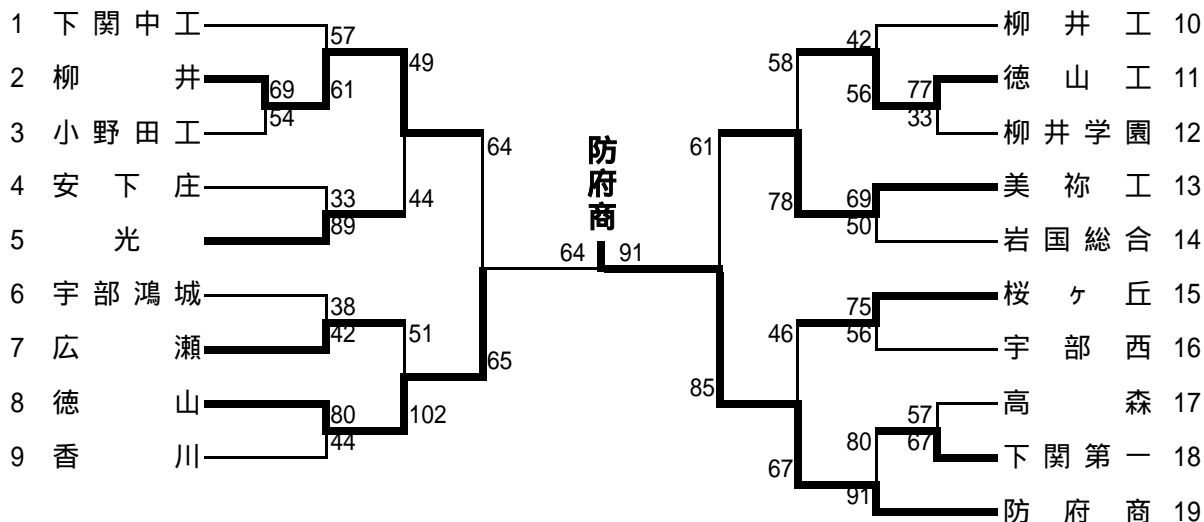 1 下関中工
2 柳井
3 小野田工
4 安下庄
5 光
6 宇部鴻城
7 広瀬
8 徳山
9 香川
57
69
61
54
49
33
89
44
64
38
42
51
80
44
102
65
防府商
64 91
柳井工 10
徳山工 11
柳井学園 12
美祢工 13
岩国総合 14
桜ヶ丘 15
宇部西 16
高森 17
下関第一 18
防府商 19
42
58
56
77
33
61
78
69
50
75
46
56
85
57
80
67
67
91